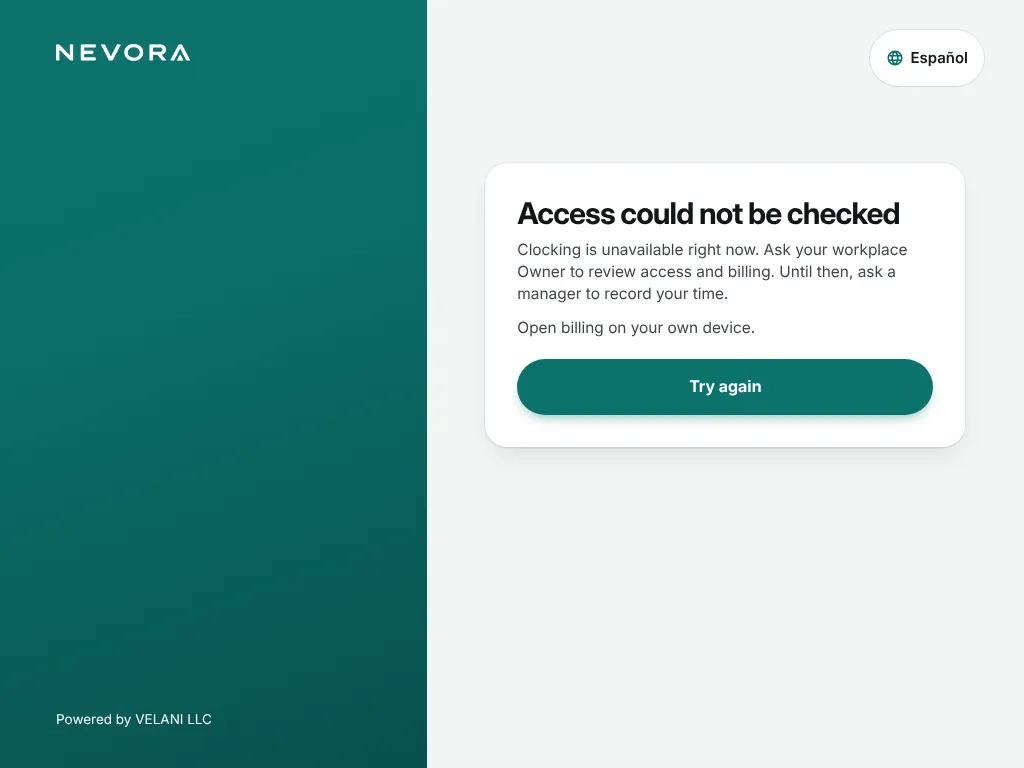 NEVORA
Español
Access could not be checked
Clocking is unavailable right now. Ask your workplace
Owner to review access and billing. Until then, ask a
manager to record your time.
Open billing on your own device.
Try again
Powered by VELANI LLC